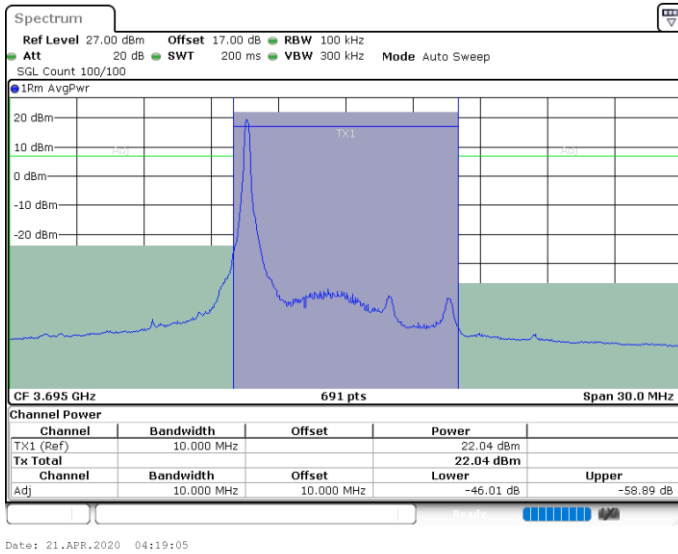 Spectrum
Ref Level 27.00 dBm Offset 17.00 dB RBW 100 kHz
Att 20 dB SWT 200 ms VBW 300 kHz Mode Auto Sweep
SGL Count 100/100
1Rm AvgPwr
20 dBm
TX1
10 dBm
Adj Adj
0 dBm
-10 dBm
-20 dBm
CF 3.695 GHz 691 pts Span 30.0 MHz
Channel Power
Channel Bandwidth Offset Power
TX1 (Ref) 10.000 MHz 22.04 dBm
Tx Total 22.04 dBm
Channel Bandwidth Offset Lower Upper
Adj 10.000 MHz 10.000 MHz -46.01 dB -58.89 dB
Ready
Date: 21.APR.2020 04:19:05